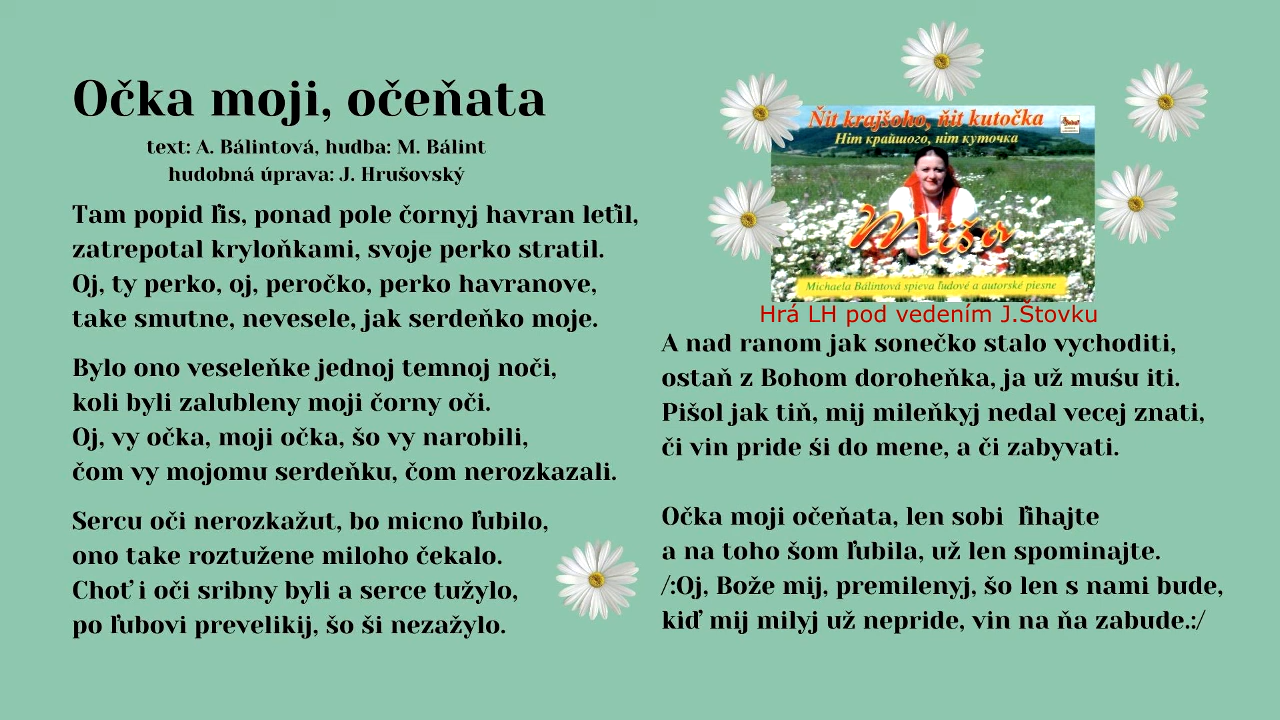 Očka moji, očeňata
text: A. Bálintová, hudba: M. Bálint
hudobná úprava: J. Hrušovský
Tam popid ľis, ponad pole čornyj havran leťil,
zatrepotal kryloňkami, svoje perko stratil.
Oj, ty perko, oj, peročko, perko havranove,
take smutne, nevesele, jak serdeňko moje.
Bylo ono veseleňke jednoj temnoj noči,
koli byli zalubleny moji čorny oči.
Oj, vy očka, moji očka, šo vy narobili,
čom vy mojomu serdeňku, čom nerozkazali.
Sercu oči nerozkažut, bo micno ľubilo,
ono take roztužene miloho čekalo.
Choť i oči sribny byli a serce tužylo,
po ľubovi prevelikij, šo ši nezažylo.
Ňit krajšoho, ňit kutočka
Нiт крaйшого, нiт куточка
Miša
Michaela Bálintová spieva ľudové a autorské piesne
Hrá LH pod vedením J.Štovku
A nad ranom jak sonečko stalo vychoditi,
ostaň z Bohom doroheňka, ja už muśu iti.
Pišol jak tiň, mij mileňkyj nedal vecej znati,
či vin pride śi do mene, a či zabyvati.
Očka moji očeňata, len sobi ľihajte
a na toho šom ľubila, už len spominajte.
/:Oj, Bože mij, premilenyj, šo len s nami bude,
kiď mij milyj už nepride, vin na ňa zabude.:/